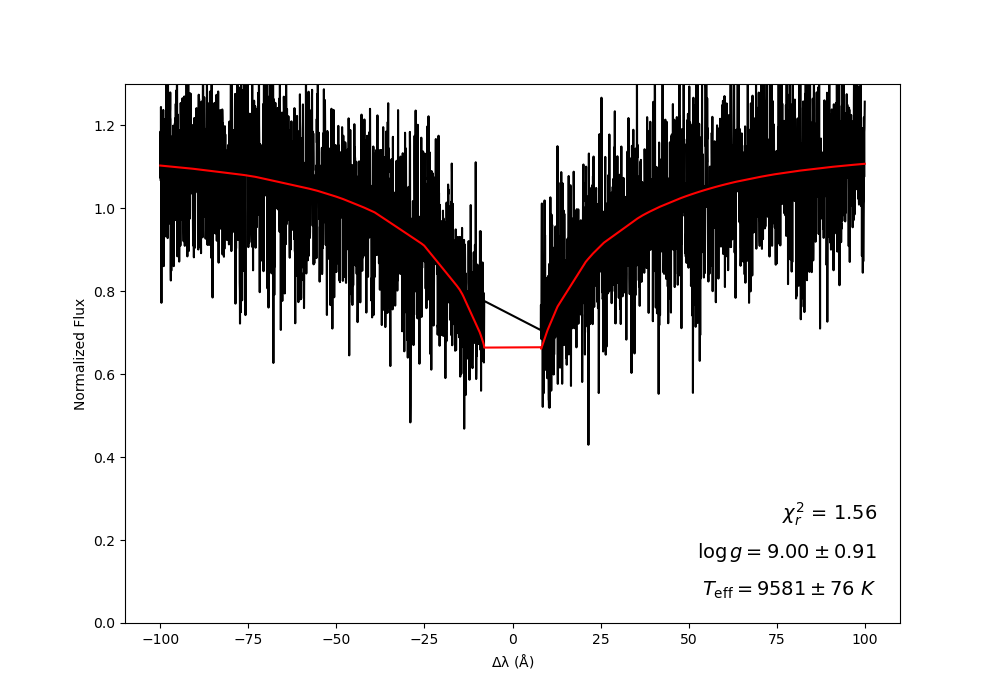 1.2
1.0
0.8
0.6
0.4
0.2
0.0
Normalized Flux
χ²ᵣ = 1.56
log g = 9.00 ± 0.91
T_eff = 9581 ± 76 K
−100 −75 −50 −25 0 25 50 75 100
Δλ (Å)